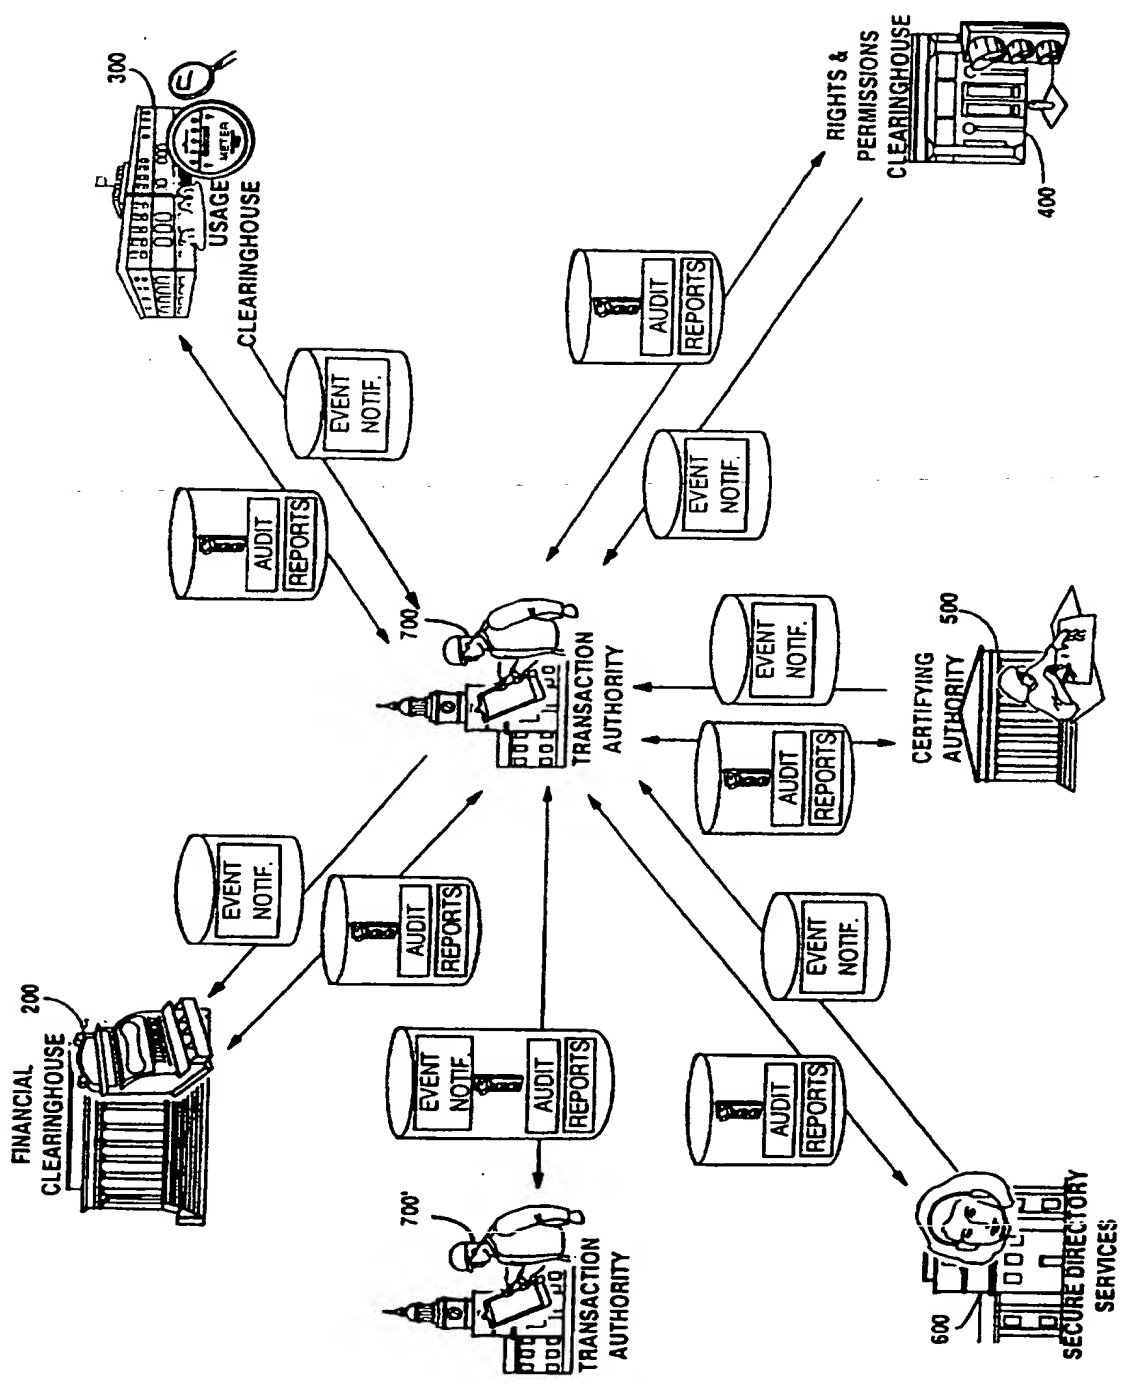 FINANCIAL
CLEARINGHOUSE
200
EVENT
NOTIF.
AUDIT
REPORTS
AUDIT
REPORTS
EVENT
NOTIF.
300
METER
USAGE
CLEARINGHOUSE
700'
TRANSACTION
AUTHORITY
EVENT
NOTIF.
AUDIT
REPORTS
700
TRANSACTION
AUTHORITY
AUDIT
REPORTS
EVENT
NOTIF.
RIGHTS &
PERMISSIONS
CLEARINGHOUSE
400
600
SECURE DIRECTORY
SERVICES
AUDIT
REPORTS
EVENT
NOTIF.
AUDIT
REPORTS
EVENT
NOTIF.
CERTIFYING
AUTHORITY
500